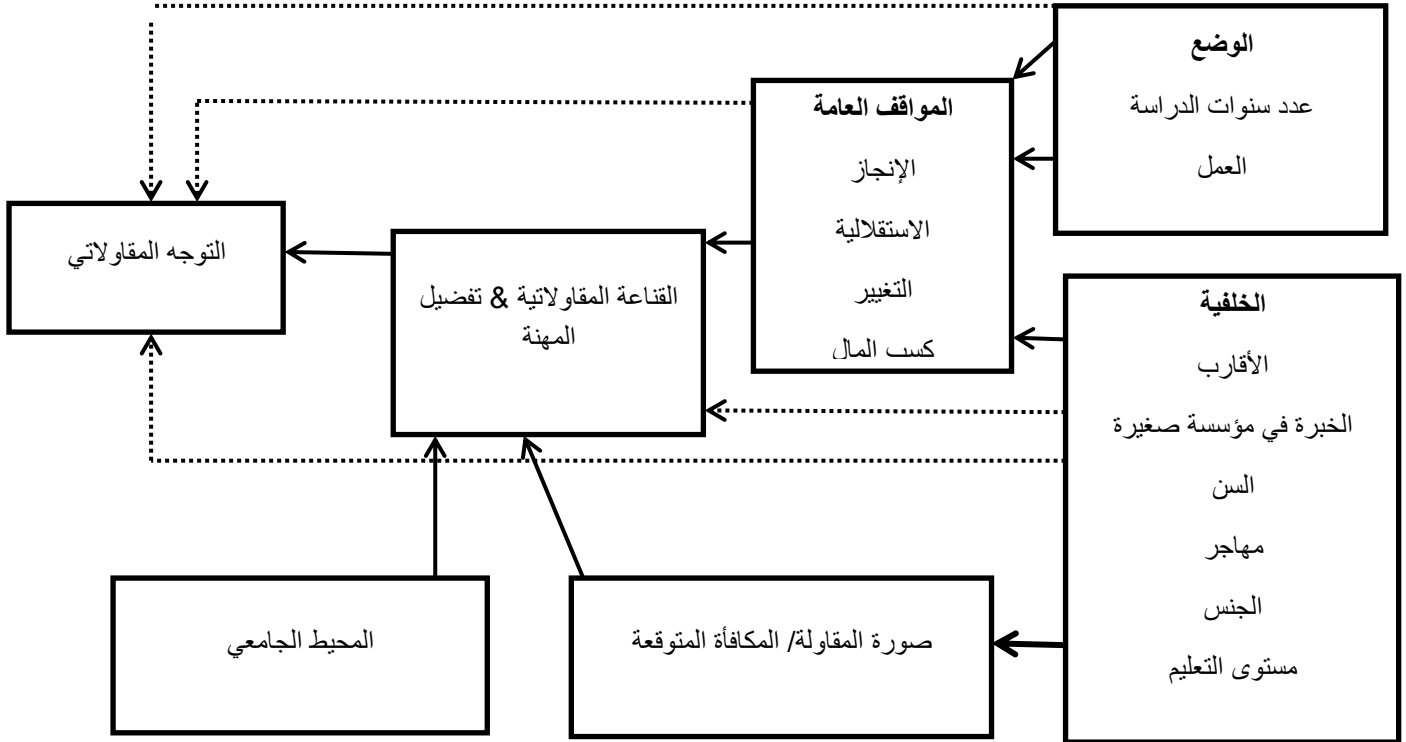 الوضع
عدد سنوات الدراسة
العمل
المواقف العامة
الإنجاز
الاستقلالية
التغيير
كسب المال
التوجه المقاولاتي
القناعة المقاولاتية & تفضيل
المهنة
الخلفية
الأقارب
الخبرة في مؤسسة صغيرة
السن
مهاجر
الجنس
مستوى التعليم
صورة المقاولة/ المكافأة المتوقعة
المحيط الجامعي